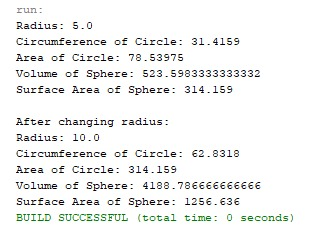 run:
Radius: 5.0
Circumference of Circle: 31.4159
Area of Circle: 78.53975
Volume of Sphere: 523.5983333333332
Surface Area of Sphere: 314.159
After changing radius:
Radius: 10.0
Circumference of Circle: 62.8318
Area of Circle: 314.159
Volume of Sphere: 4188.786666666666
Surface Area of Sphere: 1256.636
BUILD SUCCESSFUL (total time: 0 seconds)